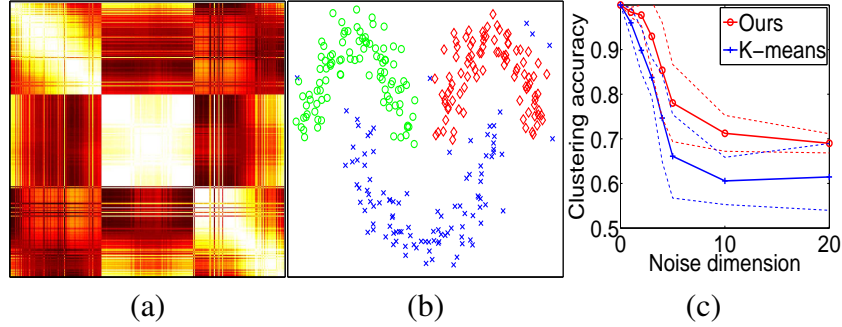 Clustering accuracy
0.9
0.8
0.7
0.6
0.5
0
10
20
Noise dimension
Ours
K-means
(a)
(b)
(c)